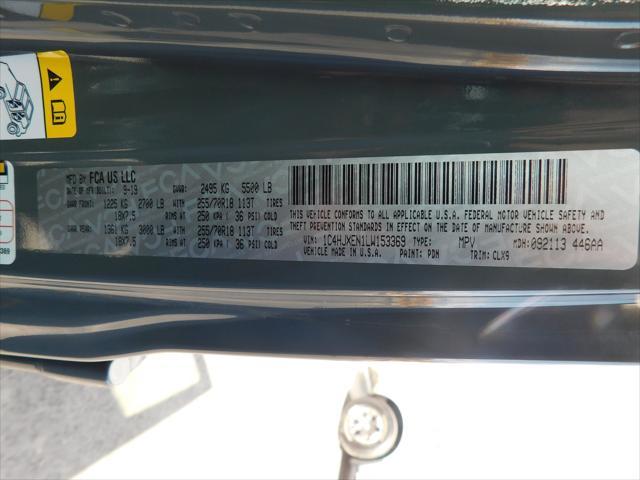 MFD BY FCA US LLC
DATE OF MFR (BUILT): 9-19 GVWR: 2495 KG 5500 LB
GAWR FRONT: 1225 KG 2700 LB 255/70R18 113T TIRES
18X7.5 RIMS AT 250 KPA / 36 PSI COLD
GAWR REAR: 1361 KG 3000 LB 255/70R18 113T TIRES
18X7.5 RIMS AT 250 KPA / 36 PSI COLD
THIS VEHICLE CONFORMS TO ALL APPLICABLE U.S.A. FEDERAL MOTOR VEHICLE SAFETY, BUMPER AND
THEFT PREVENTION STANDARDS IN EFFECT ON THE DATE OF MANUFACTURE SHOWN ABOVE
VIN: 1C4HJXEN1LW153369 TYPE: MPV MDH: 092113 446AA
VEHICLE MADE IN U.S.A. PAINT: PDN TRIM: CLX9